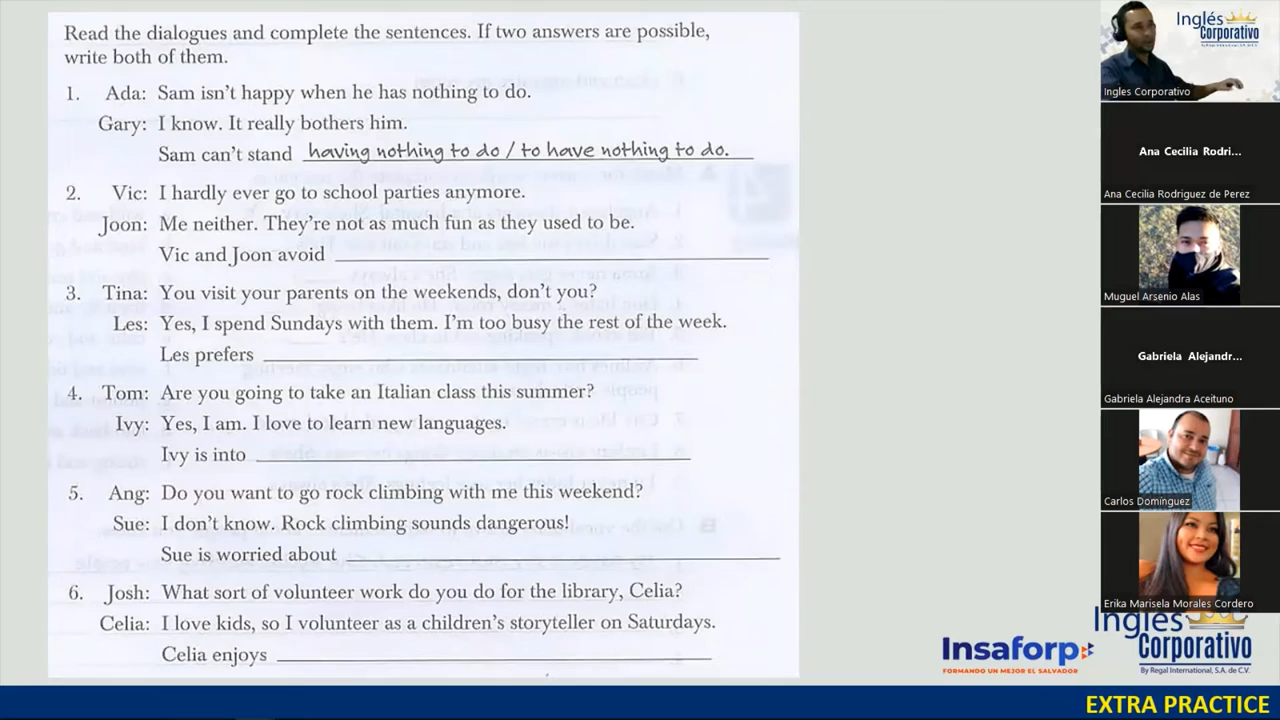 Read the dialogues and complete the sentences. If two answers are possible,
write both of them.
1. Ada: Sam isn't happy when he has nothing to do.
Gary: I know. It really bothers him.
Sam can't stand having nothing to do / to have nothing to do.
2. Vic: I hardly ever go to school parties anymore.
Joon: Me neither. They're not as much fun as they used to be.
Vic and Joon avoid
3. Tina: You visit your parents on the weekends, don't you?
Les: Yes, I spend Sundays with them. I'm too busy the rest of the week.
Les prefers
4. Tom: Are you going to take an Italian class this summer?
Ivy: Yes, I am. I love to learn new languages.
Ivy is into
5. Ang: Do you want to go rock climbing with me this weekend?
Sue: I don't know. Rock climbing sounds dangerous!
Sue is worried about
6. Josh: What sort of volunteer work do you do for the library, Celia?
Celia: I love kids, so I volunteer as a children's storyteller on Saturdays.
Celia enjoys
Inglés
Corporativo
By Regal International, S.A. de C.V.
Ingles Corporativo
Ana Cecilia Rodri...
Ana Cecilia Rodriguez de Perez
Muguel Arsenio Alas
Gabriela Alejandr...
Gabriela Alejandra Aceituno
Carlos Domínguez
Erika Marisela Morales Cordero
Insaforp
FORMANDO UN MEJOR EL SALVADOR
Inglés
Corporativo
By Regal International, S.A. de C.V.
EXTRA PRACTICE